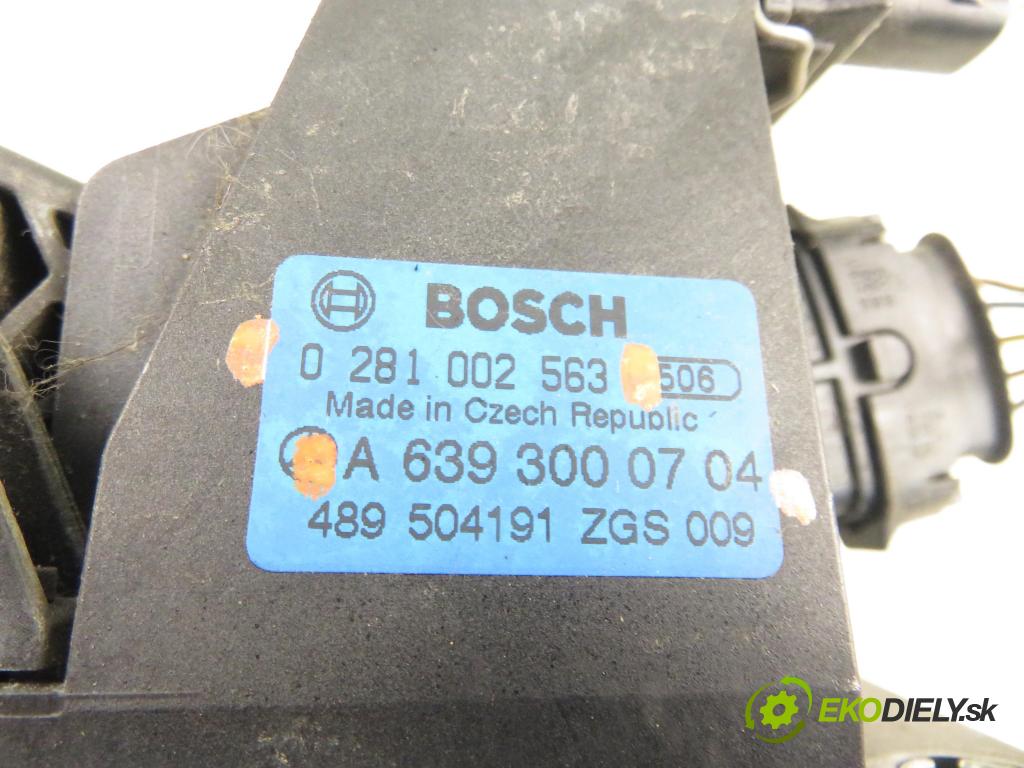 BOSCH
0 281 002 563 506
Made in Czech Republic
A 639 300 07 04
489 504191 ZGS 009
EKODIELY.sk